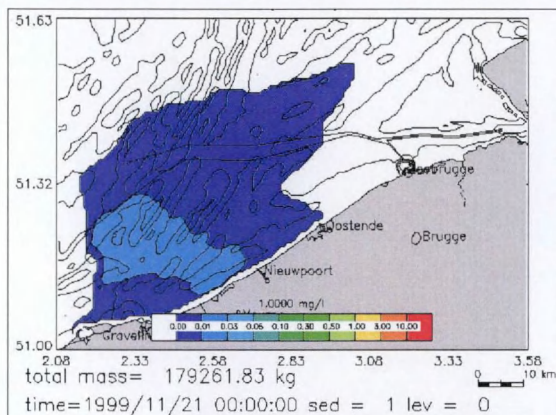 51.63
51.32
51.00
Zeebrugge
Oostende
Brugge
Nieuwpoort
1.0000 mg/l
0.00 0.01 0.03 0.05 0.10 0.30 0.50 1.00 3.00 10.00
2.08 2.33 2.58 2.83 3.08 3.33 3.58
total mass= 179261.83 kg
0 10 km
time=1999/11/21 00:00:00 sed = 1 lev = 0